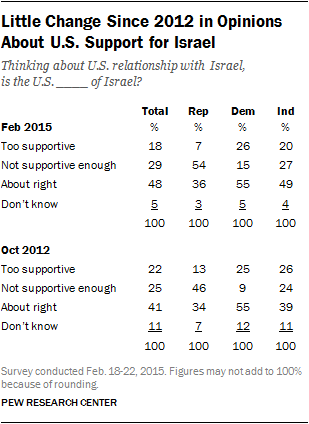 Little Change Since 2012 in Opinions
About U.S. Support for Israel
Thinking about U.S. relationship with Israel,
is the U.S. _____ of Israel?
Total Rep Dem Ind
Feb 2015 % % % %
Too supportive 18 7 26 20
Not supportive enough 29 54 15 27
About right 48 36 55 49
Don't know 5 3 5 4
100 100 100 100
Oct 2012
Too supportive 22 13 25 26
Not supportive enough 25 46 9 24
About right 41 34 55 39
Don't know 11 7 12 11
100 100 100 100
Survey conducted Feb. 18-22, 2015. Figures may not add to 100%
because of rounding.
PEW RESEARCH CENTER